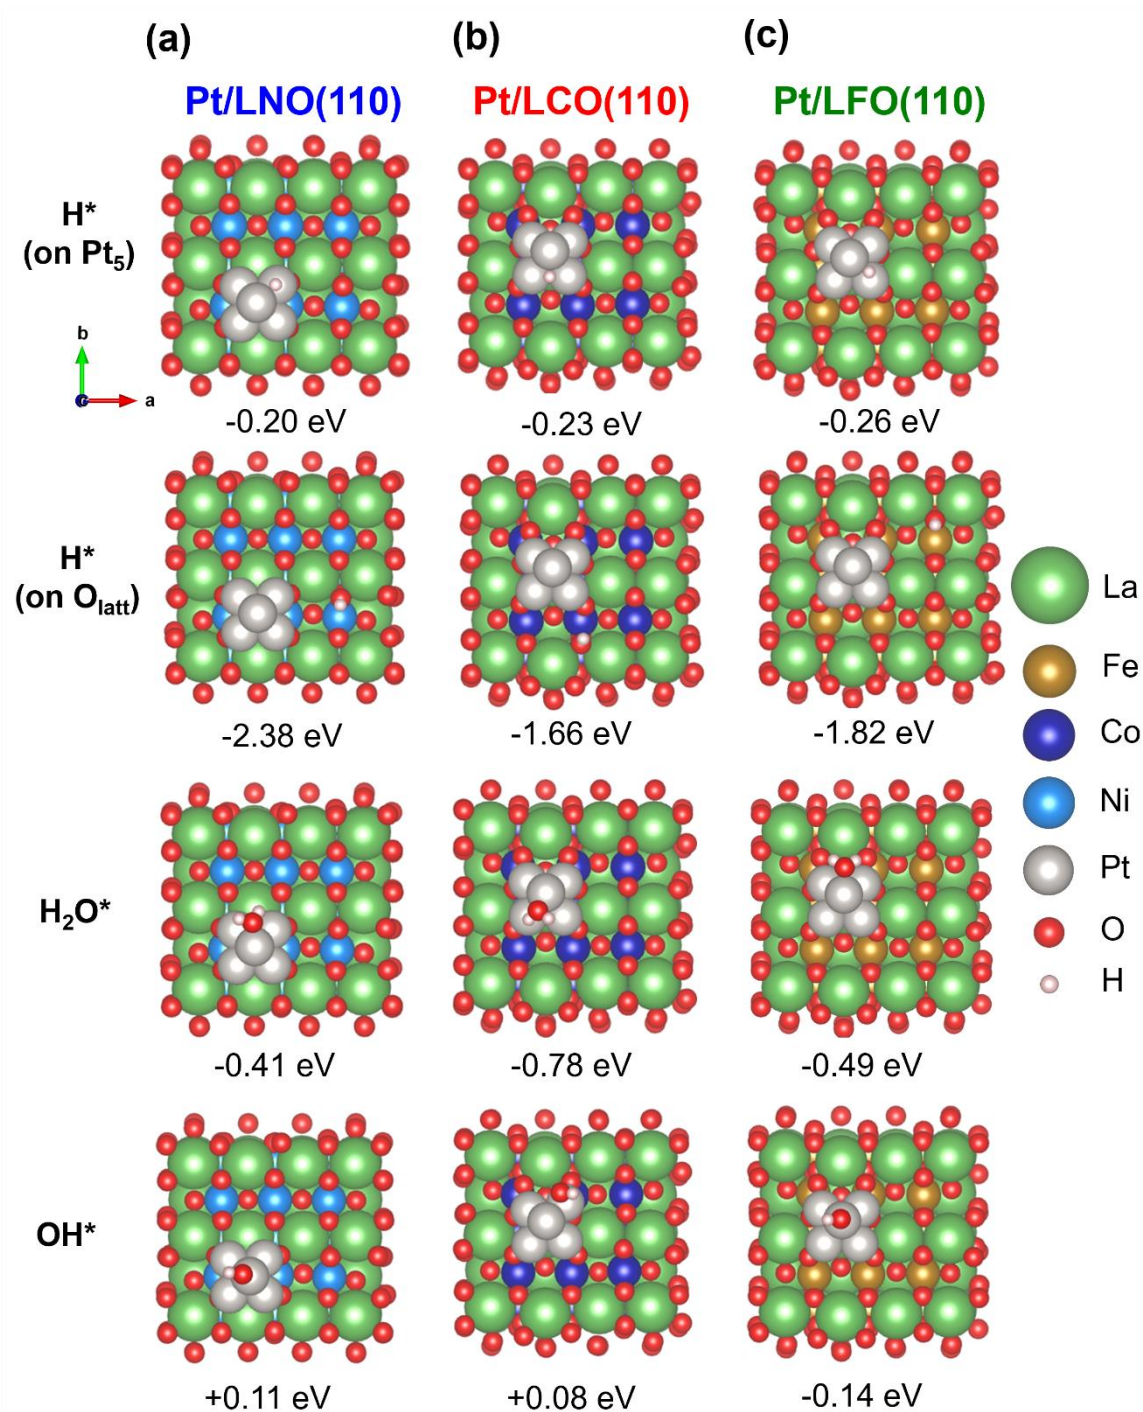 (a) (b) (c)
Pt/LNO(110) Pt/LCO(110) Pt/LFO(110)
H*
(on Pt₅)
b
a
-0.20 eV -0.23 eV -0.26 eV
H*
(on Olatt)
-2.38 eV -1.66 eV -1.82 eV
La
Fe
Co
Ni
Pt
O
H
H₂O*
-0.41 eV -0.78 eV -0.49 eV
OH*
+0.11 eV +0.08 eV -0.14 eV